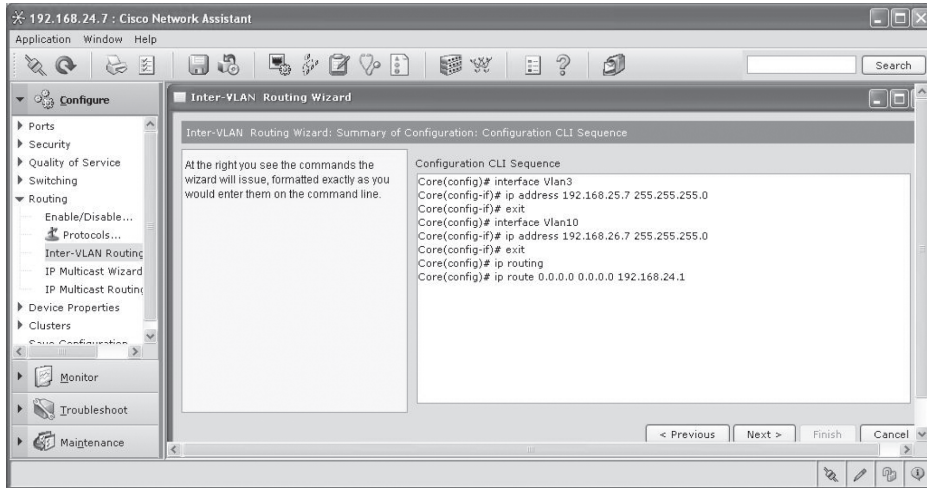 192.168.24.7 : Cisco Network Assistant
Application Window Help
Search
Configure
Inter-VLAN Routing Wizard
Ports
Security
Quality of Service
Switching
Routing
Enable/Disable...
Protocols...
Inter-VLAN Routing
IP Multicast Wizard
IP Multicast Routing
Device Properties
Clusters
Save Configuration
Monitor
Troubleshoot
Maintenance
Inter-VLAN Routing Wizard: Summary of Configuration: Configuration CLI Sequence
At the right you see the commands the
wizard will issue, formatted exactly as you
would enter them on the command line.
Configuration CLI Sequence
Core(config)# interface Vlan3
Core(config-if)# ip address 192.168.25.7 255.255.255.0
Core(config-if)# exit
Core(config)# interface Vlan10
Core(config-if)# ip address 192.168.26.7 255.255.255.0
Core(config-if)# exit
Core(config)# ip routing
Core(config)# ip route 0.0.0.0 0.0.0.0 192.168.24.1
< Previous Next > Finish Cancel